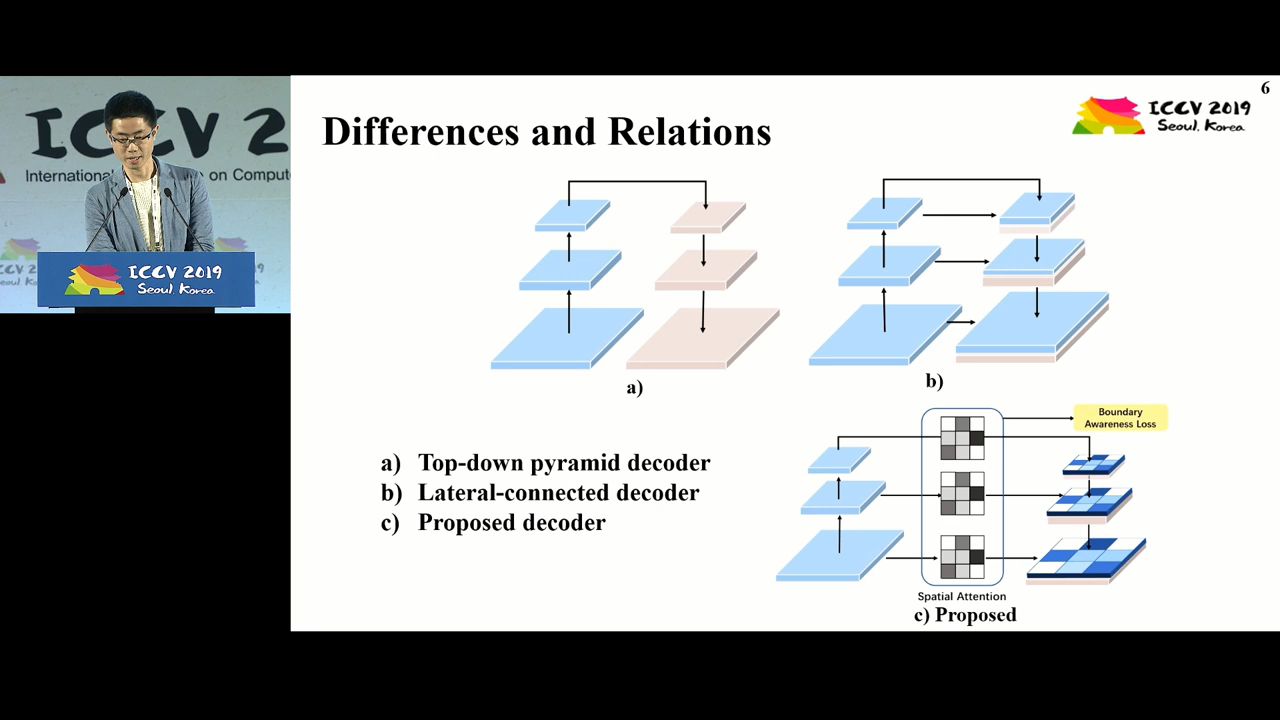 ICCV 2
International
on Comput
ICCV 2019
Seoul, Korea
6
Differences and Relations
ICCV 2019
Seoul, Korea
a)
b)
a) Top-down pyramid decoder
b) Lateral-connected decoder
c) Proposed decoder
Boundary
Awareness Loss
Spatial Attention
c) Proposed